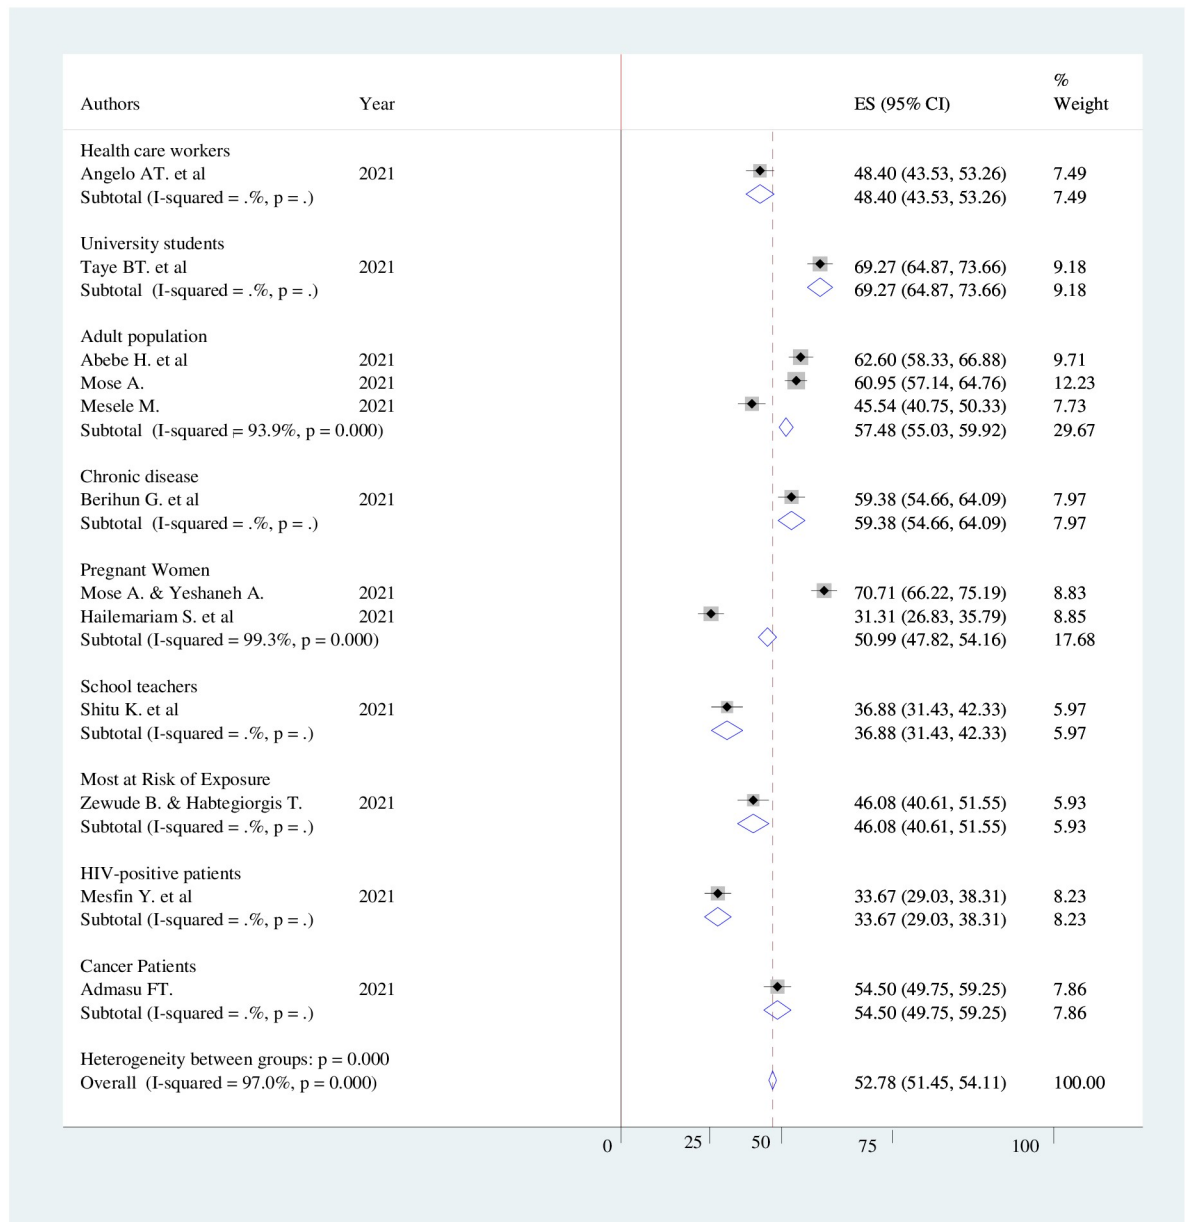 %
Authors Year ES (95% CI) Weight
Health care workers
Angelo AT. et al 2021 48.40 (43.53, 53.26) 7.49
Subtotal (I-squared = .%, p = .) 48.40 (43.53, 53.26) 7.49
University students
Taye BT. et al 2021 69.27 (64.87, 73.66) 9.18
Subtotal (I-squared = .%, p = .) 69.27 (64.87, 73.66) 9.18
Adult population
Abebe H. et al 2021 62.60 (58.33, 66.88) 9.71
Mose A. 2021 60.95 (57.14, 64.76) 12.23
Mesele M. 2021 45.54 (40.75, 50.33) 7.73
Subtotal (I-squared = 93.9%, p = 0.000) 57.48 (55.03, 59.92) 29.67
Chronic disease
Berihun G. et al 2021 59.38 (54.66, 64.09) 7.97
Subtotal (I-squared = .%, p = .) 59.38 (54.66, 64.09) 7.97
Pregnant Women
Mose A. & Yeshaneh A. 2021 70.71 (66.22, 75.19) 8.83
Hailemariam S. et al 2021 31.31 (26.83, 35.79) 8.85
Subtotal (I-squared = 99.3%, p = 0.000) 50.99 (47.82, 54.16) 17.68
School teachers
Shitu K. et al 2021 36.88 (31.43, 42.33) 5.97
Subtotal (I-squared = .%, p = .) 36.88 (31.43, 42.33) 5.97
Most at Risk of Exposure
Zewude B. & Habtegiorgis T. 2021 46.08 (40.61, 51.55) 5.93
Subtotal (I-squared = .%, p = .) 46.08 (40.61, 51.55) 5.93
HIV-positive patients
Mesfin Y. et al 2021 33.67 (29.03, 38.31) 8.23
Subtotal (I-squared = .%, p = .) 33.67 (29.03, 38.31) 8.23
Cancer Patients
Admasu FT. 2021 54.50 (49.75, 59.25) 7.86
Subtotal (I-squared = .%, p = .) 54.50 (49.75, 59.25) 7.86
Heterogeneity between groups: p = 0.000
Overall (I-squared = 97.0%, p = 0.000) 52.78 (51.45, 54.11) 100.00
0 25 50 75 100